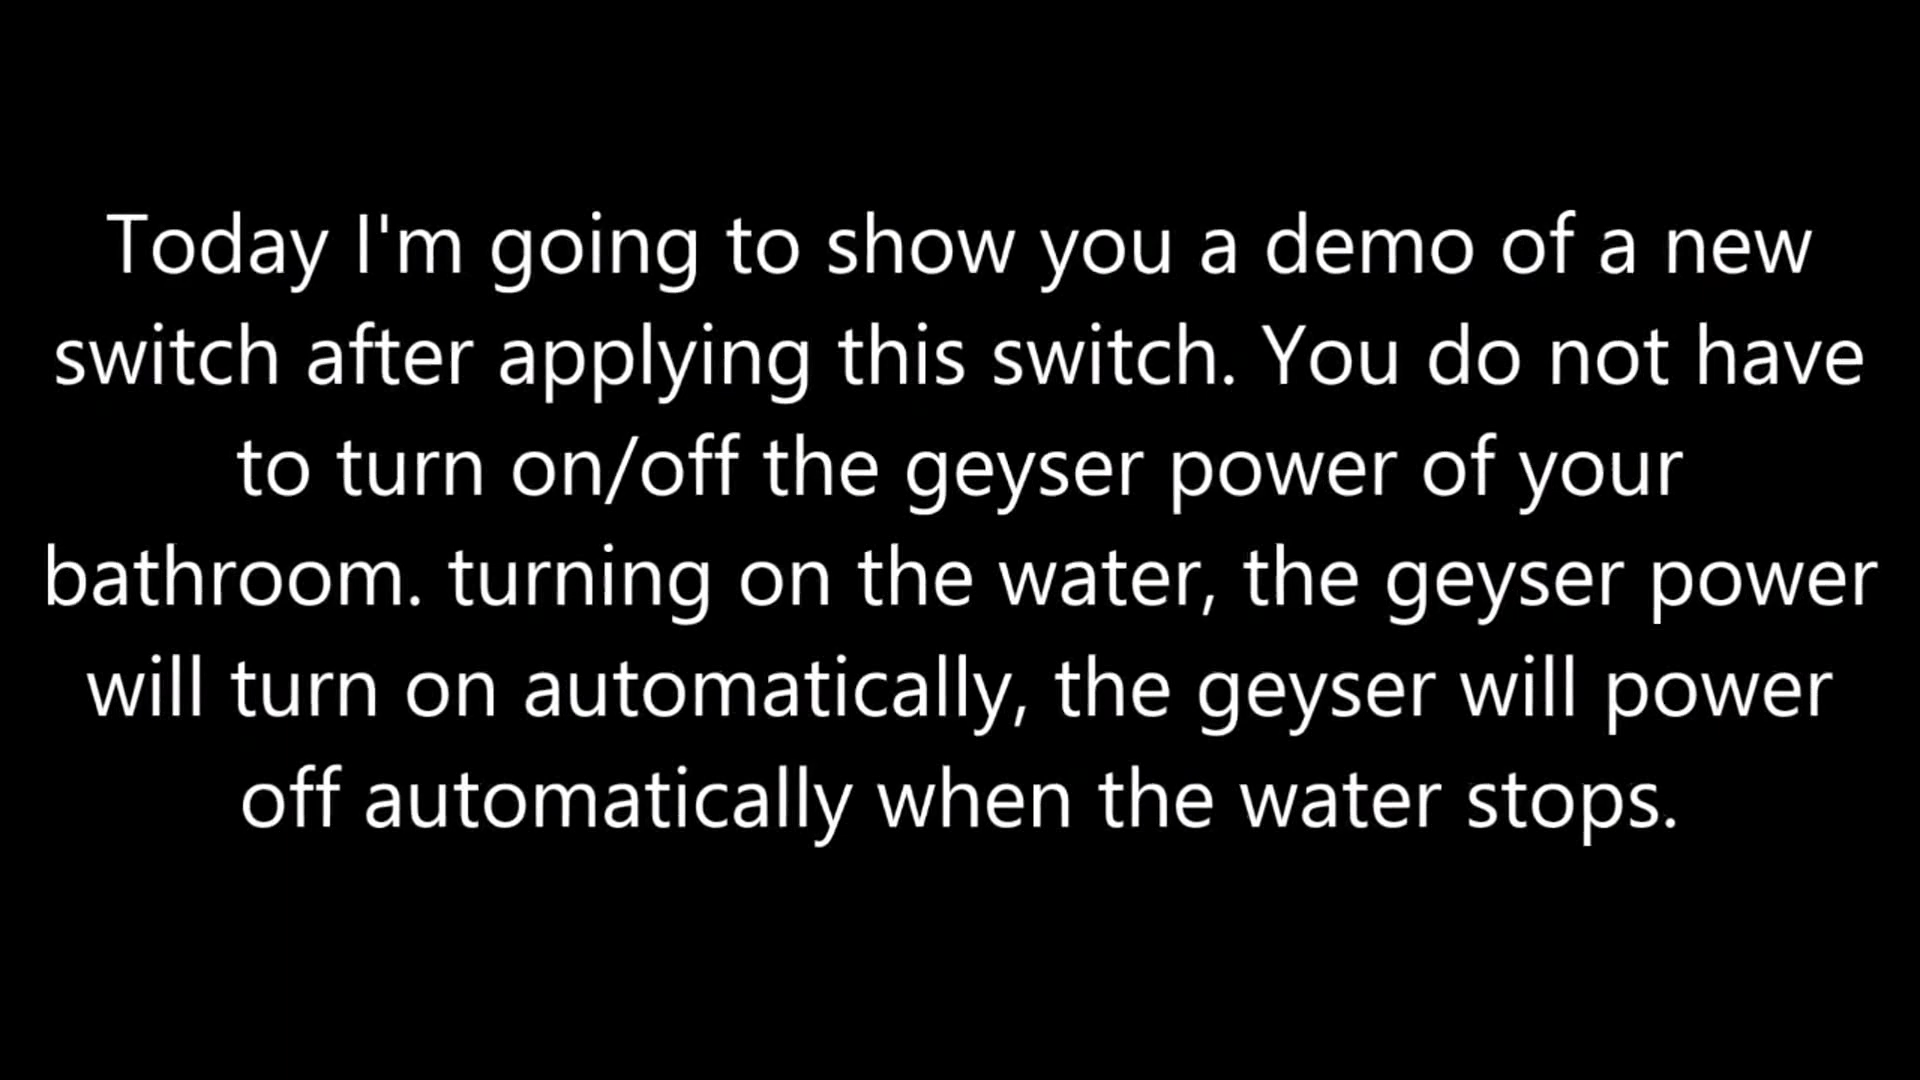 Today I'm going to show you a demo of a new
switch after applying this switch. You do not have
to turn on/off the geyser power of your
bathroom. turning on the water, the geyser power
will turn on automatically, the geyser will power
off automatically when the water stops.